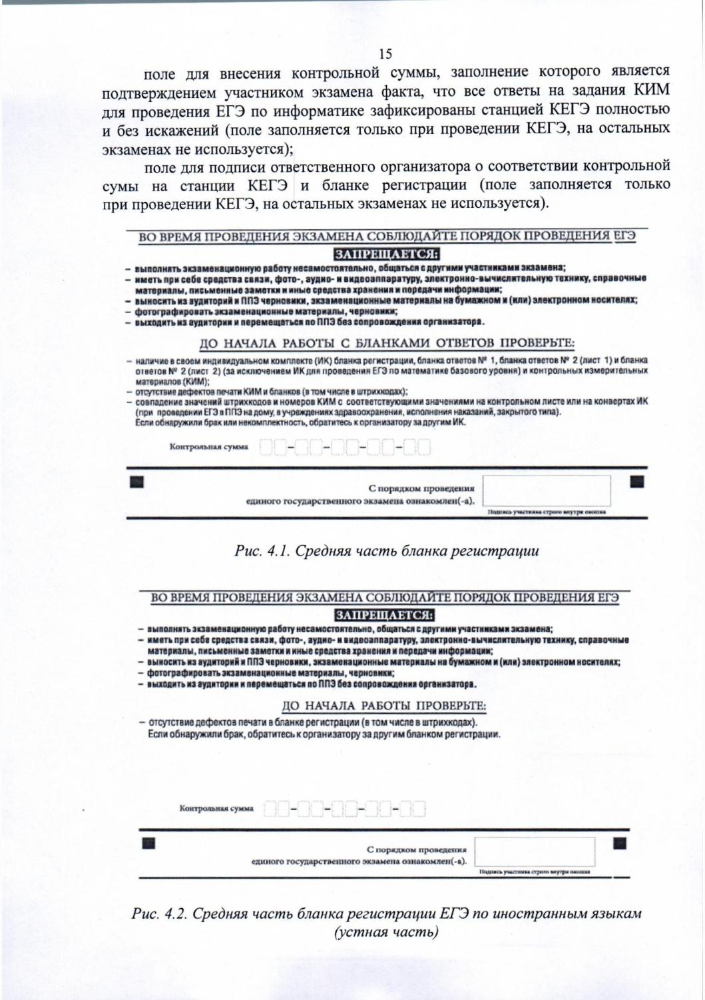 15
поле для внесения контрольной суммы, заполнение которого является
подтверждением участником экзамена факта, что все ответы на задания КИМ
для проведения ЕГЭ по информатике зафиксированы станцией КЕГЭ полностью
и без искажений (поле заполняется только при проведении КЕГЭ, на остальных
экзаменах не используется);
поле для подписи ответственного организатора о соответствии контрольной
сумы на станции КЕГЭ и бланке регистрации (поле заполняется только
при проведении КЕГЭ, на остальных экзаменах не используется).
ВО ВРЕМЯ ПРОВЕДЕНИЯ ЭКЗАМЕНА СОБЛЮДАЙТЕ ПОРЯДОК ПРОВЕДЕНИЯ ЕГЭ
ЗАПРЕЩАЕТСЯ:
– выполнять экзаменационную работу несамостоятельно, общаться с другими участниками экзамена;
– иметь при себе средства связи, фото-, аудио- и видеоаппаратуру, электронно-вычислительную технику, справочные
материалы, письменные заметки и иные средства хранения и передачи информации;
– выносить из аудиторий и ППЭ черновики, экзаменационные материалы на бумажном и (или) электронном носителях;
– фотографировать экзаменационные материалы, черновики;
– выходить из аудитории и перемещаться по ППЭ без сопровождения организатора.
ДО НАЧАЛА РАБОТЫ С БЛАНКАМИ ОТВЕТОВ ПРОВЕРЬТЕ:
– наличие в своем индивидуальном комплекте (ИК) бланка регистрации, бланка ответов № 1, бланка ответов № 2 (лист 1) и бланка
ответов № 2 (лист 2) (за исключением ИК для проведения ЕГЭ по математике базового уровня) и контрольных измерительных
материалов (КИМ);
– отсутствие дефектов печати КИМ и бланков (в том числе в штрихкодах);
– совпадение значений штрихкодов и номеров КИМ с соответствующими значениями на контрольном листе или на конвертах ИК
(при проведении ЕГЭ в ППЭ на дому, в учреждениях здравоохранения, исполнения наказаний, закрытого типа).
Если обнаружили брак или некомплектность, обратитесь к организатору за другим ИК.
Контрольная сумма
С порядком проведения
единого государственного экзамена ознакомлен(-а).
Подпись участника строго внутри окошка
Рис. 4.1. Средняя часть бланка регистрации
ВО ВРЕМЯ ПРОВЕДЕНИЯ ЭКЗАМЕНА СОБЛЮДАЙТЕ ПОРЯДОК ПРОВЕДЕНИЯ ЕГЭ
ЗАПРЕЩАЕТСЯ:
– выполнять экзаменационную работу несамостоятельно, общаться с другими участниками экзамена;
– иметь при себе средства связи, фото-, аудио- и видеоаппаратуру, электронно-вычислительную технику, справочные
материалы, письменные заметки и иные средства хранения и передачи информации;
– выносить из аудиторий и ППЭ черновики, экзаменационные материалы на бумажном и (или) электронном носителях;
– фотографировать экзаменационные материалы, черновики;
– выходить из аудитории и перемещаться по ППЭ без сопровождения организатора.
ДО НАЧАЛА РАБОТЫ ПРОВЕРЬТЕ:
– отсутствие дефектов печати в бланке регистрации (в том числе в штрихкодах).
Если обнаружили брак, обратитесь к организатору за другим бланком регистрации.
Контрольная сумма
С порядком проведения
единого государственного экзамена ознакомлен(-а).
Подпись участника строго внутри окошка
Рис. 4.2. Средняя часть бланка регистрации ЕГЭ по иностранным языкам
(устная часть)